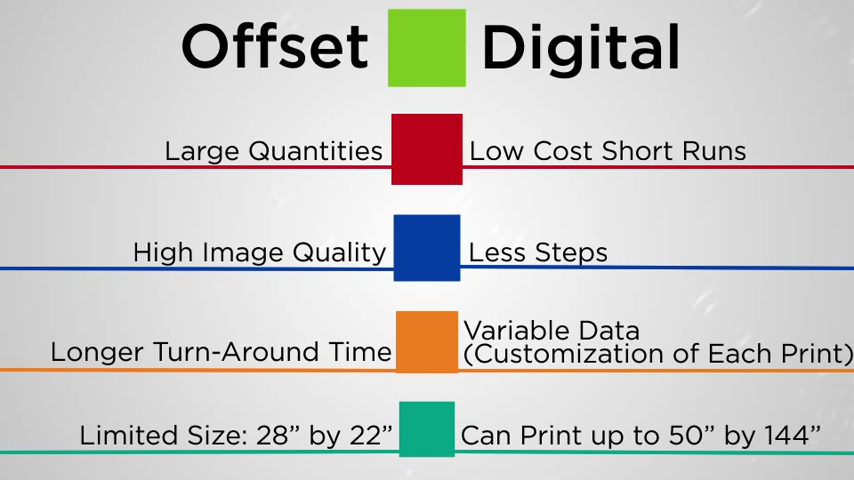 Offset Digital
Large Quantities Low Cost Short Runs
High Image Quality Less Steps
Longer Turn-Around Time Variable Data
(Customization of Each Print)
Limited Size: 28” by 22” Can Print up to 50” by 144”